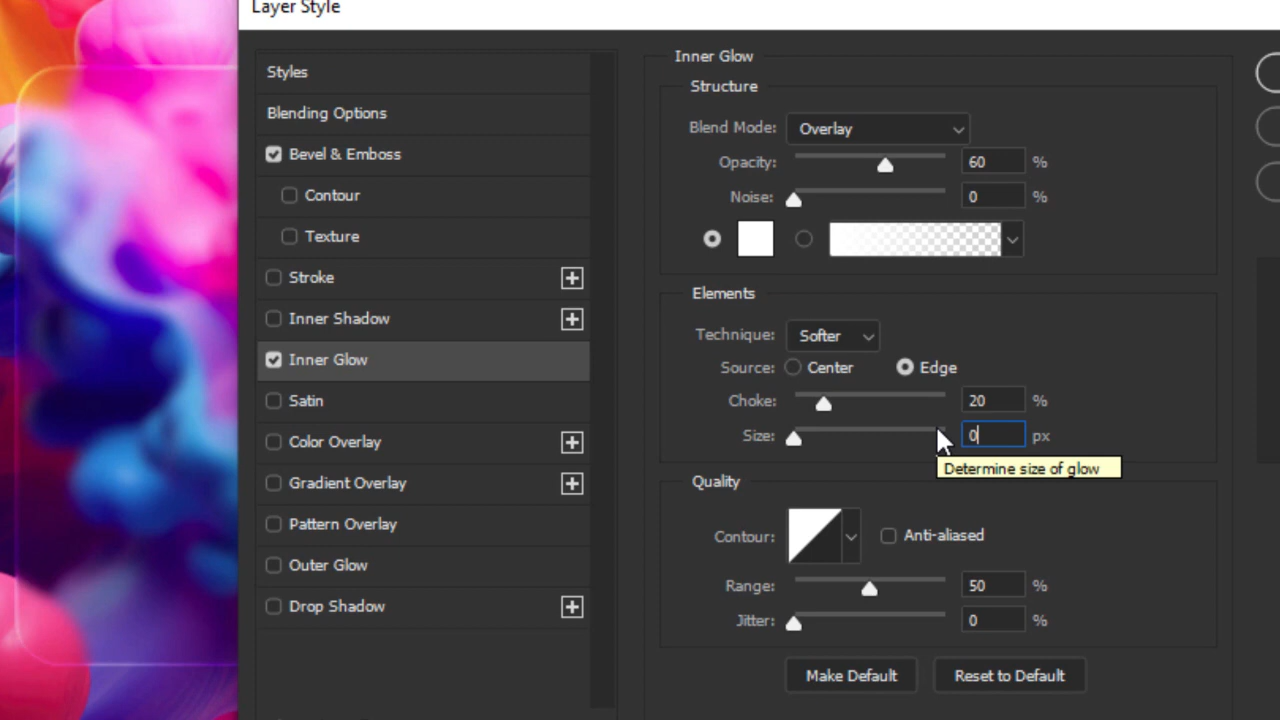 Layer Style
Styles
Blending Options
Bevel & Emboss
Contour
Texture
Stroke
Inner Shadow
Inner Glow
Satin
Color Overlay
Gradient Overlay
Pattern Overlay
Outer Glow
Drop Shadow
Inner Glow
Structure
Blend Mode: Overlay
Opacity: 60 %
Noise: 0 %
Elements
Technique: Softer
Source: Center Edge
Choke: 20 %
Size: 0 px
Determine size of glow
Quality
Contour: Anti-aliased
Range: 50 %
Jitter: 0 %
Make Default Reset to Default